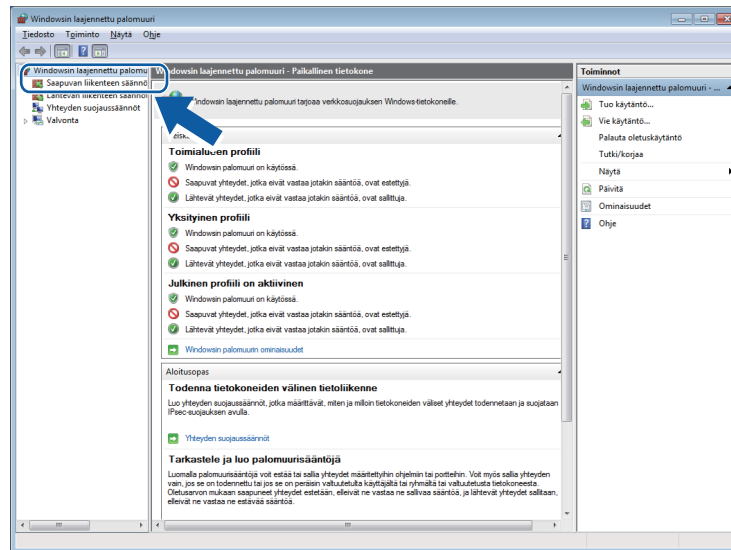 Windowsin laajennettu palomuuri
Tiedosto Toiminto Näytä Ohje
Windowsin laajennettu palomu
Saapuvan liikenteen säännö
Lähtevän liikenteen säännöt
Yhteyden suojaussäännöt
Valvonta
Windowsin laajennettu palomuuri - Paikallinen tietokone
Windowsin laajennettu palomuuri tarjoaa verkkosuojauksen Windows-tietokoneille.
Yleiskatsaus
Toimialueen profiili
Windowsin palomuuri on käytössä.
Saapuvat yhteydet, jotka eivät vastaa jotakin sääntöä, ovat estettyjä.
Lähtevät yhteydet, jotka eivät vastaa jotakin sääntöä, ovat sallittuja.
Yksityinen profiili
Windowsin palomuuri on käytössä.
Saapuvat yhteydet, jotka eivät vastaa jotakin sääntöä, ovat estettyjä.
Lähtevät yhteydet, jotka eivät vastaa jotakin sääntöä, ovat sallittuja.
Julkinen profiili on aktiivinen
Windowsin palomuuri on käytössä.
Saapuvat yhteydet, jotka eivät vastaa jotakin sääntöä, ovat estettyjä.
Lähtevät yhteydet, jotka eivät vastaa jotakin sääntöä, ovat sallittuja.
Windowsin palomuurin ominaisuudet
Aloitusopas
Todenna tietokoneiden välinen tietoliikenne
Luo yhteyden suojaussäännöt, jotka määrittävät, miten ja milloin tietokoneiden väliset yhteydet todennetaan ja suojataan
IPsec-suojauksen avulla.
Yhteyden suojaussäännöt
Tarkastele ja luo palomuurisääntöjä
Luomalla palomuurisääntöjä voit estää tai sallia yhteydet määritettyihin ohjelmiin tai portteihin. Voit myös sallia yhteyden
vain, jos se on todennettu tai jos se on peräisin valtuutetulta käyttäjältä tai ryhmältä tai valtuutetusta tietokoneesta.
Oletusarvon mukaan saapuneet yhteydet estetään, elleivät ne vastaa ne sallivaa sääntöä, ja lähtevät yhteydet sallitaan,
elleivät ne vastaa ne estävää sääntöä.
Toiminnot
Windowsin laajennettu palomuuri - ...
Tuo käytäntö...
Vie käytäntö...
Palauta oletuskäytäntö
Tutki/korjaa
Näytä
Päivitä
Ominaisuudet
Ohje